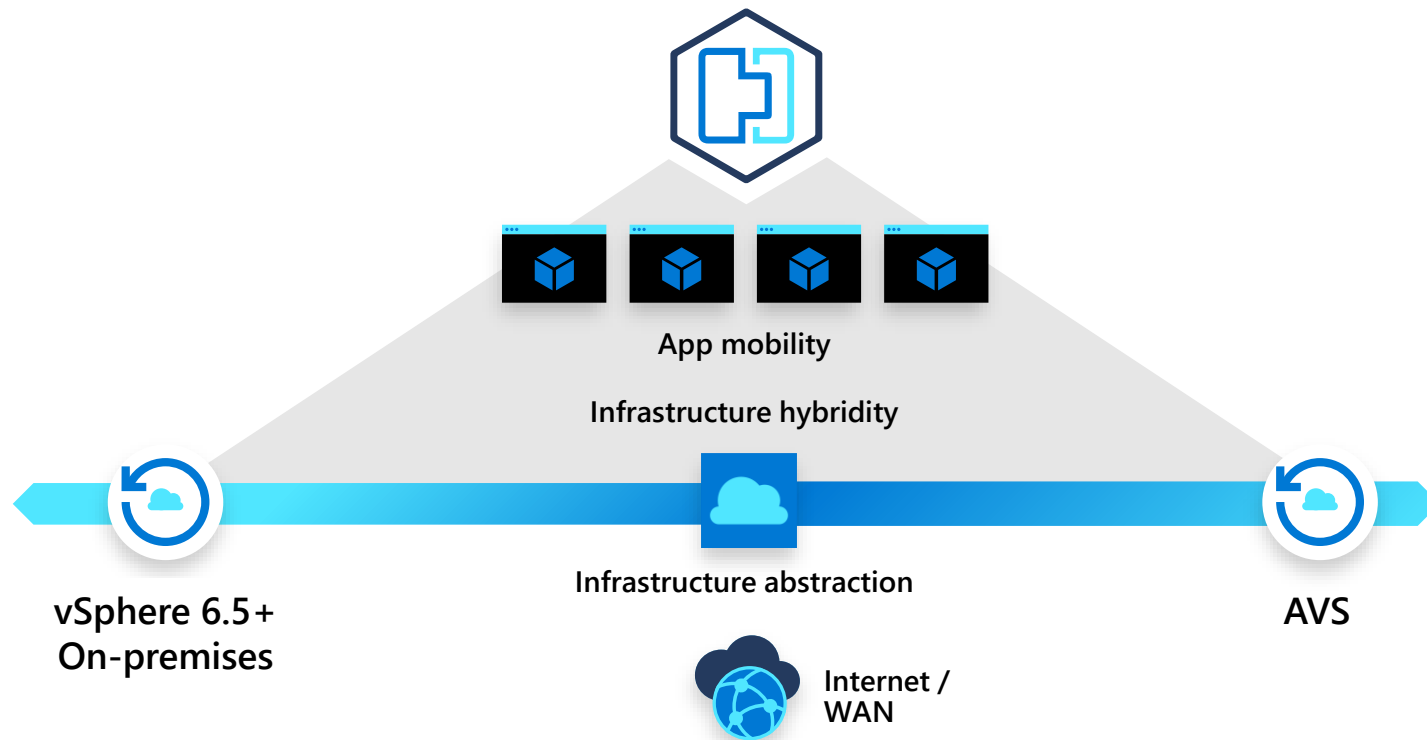 App mobility
Infrastructure hybridity
Infrastructure abstraction
vSphere 6.5+
On-premises
AVS
Internet /
WAN